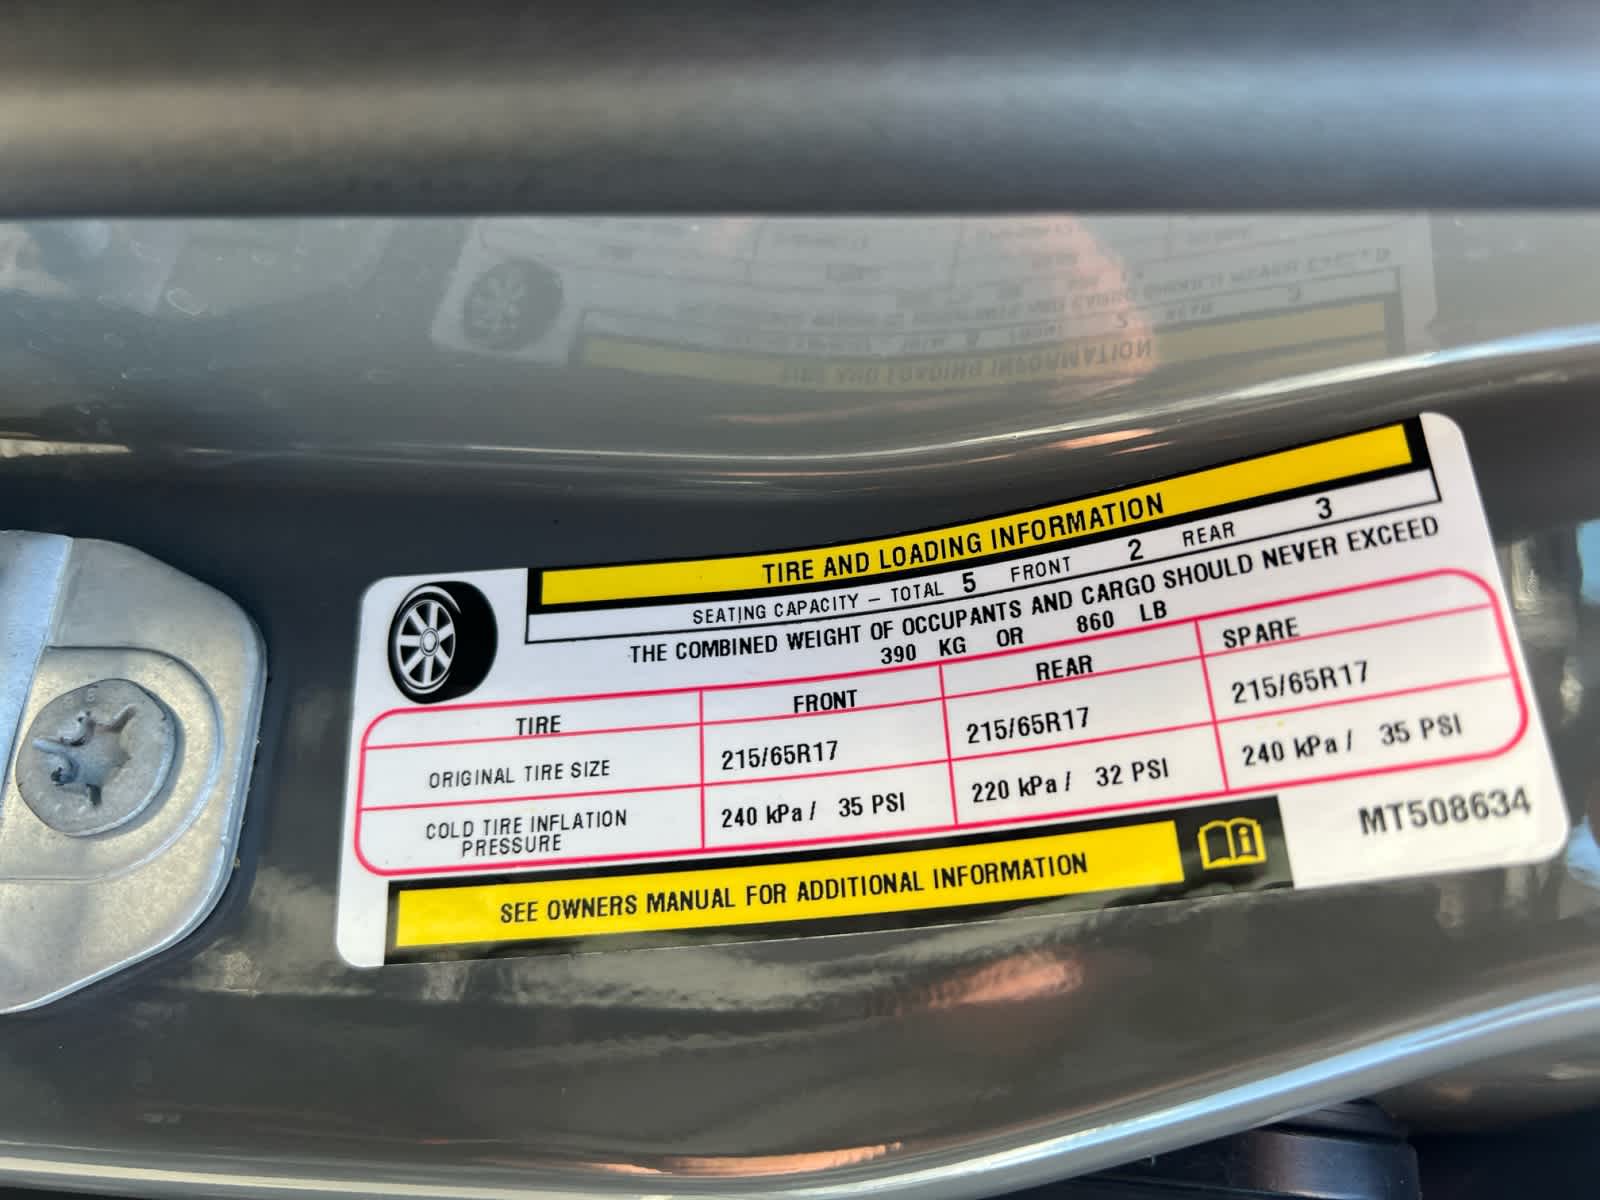 TIRE AND LOADING INFORMATION
SEATING CAPACITY – TOTAL 5 FRONT 2 REAR 3
THE COMBINED WEIGHT OF OCCUPANTS AND CARGO SHOULD NEVER EXCEED
390 KG OR 860 LB
TIRE FRONT REAR SPARE
ORIGINAL TIRE SIZE 215/65R17 215/65R17 215/65R17
COLD TIRE INFLATION
PRESSURE 240 kPa / 35 PSI 220 kPa / 32 PSI 240 kPa / 35 PSI
SEE OWNERS MANUAL FOR ADDITIONAL INFORMATION
MT508634